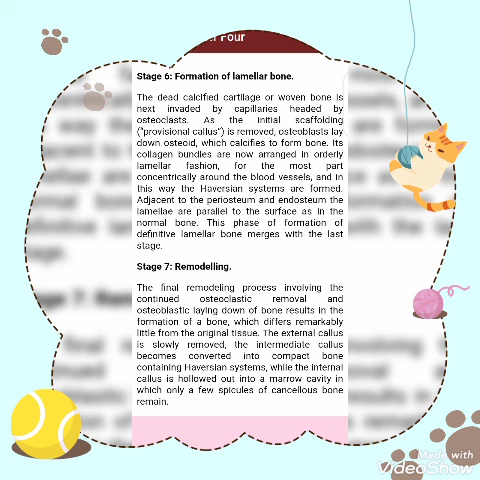 Four
Stage 6: Formation of lamellar bone.
The dead calcified cartilage or woven bone is
next invaded by capillaries headed by
osteoclasts. As the initial scaffolding
("provisional callus") is removed, osteoblasts lay
down osteoid, which calcifies to form bone. Its
collagen bundles are now arranged in orderly
lamellar fashion, for the most part
concentrically around the blood vessels, and in
this way the Haversian systems are formed.
Adjacent to the periosteum and endosteum the
lamellae are parallel to the surface as in the
normal bone. This phase of formation of
definitive lamellar bone merges with the last
stage.
Stage 7: Remodelling.
The final remodeling process involving the
continued osteoclastic removal and
osteoblastic laying down of bone results in the
formation of a bone, which differs remarkably
little from the original tissue. The external callus
is slowly removed, the intermediate callus
becomes converted into compact bone
containing Haversian systems, while the internal
callus is hollowed out into a marrow cavity in
which only a few spicules of cancellous bone
remain.
Made with
VideoShow